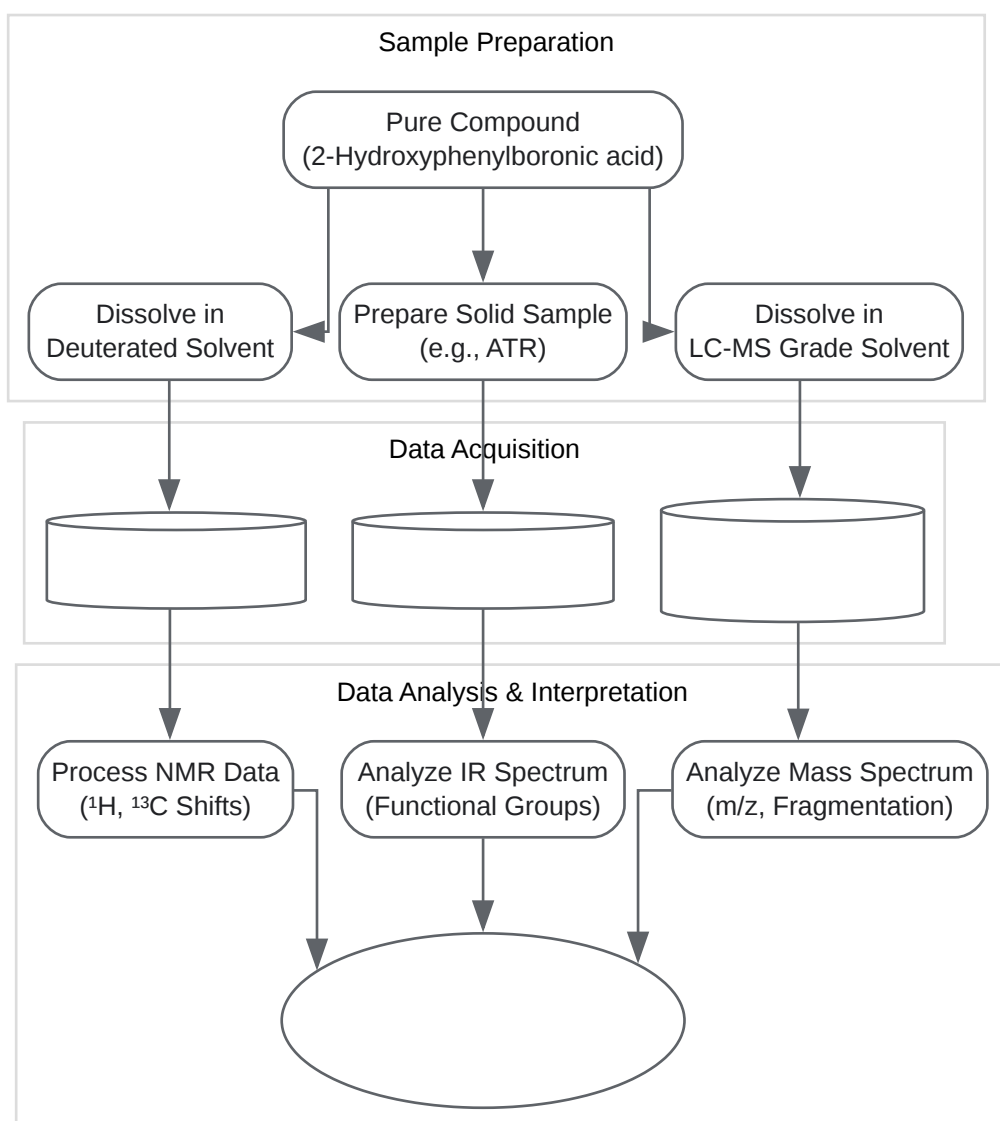 Sample Preparation
Pure Compound
(2-Hydroxyphenylboronic acid)
Dissolve in
Deuterated Solvent
Prepare Solid Sample
(e.g., ATR)
Dissolve in
LC-MS Grade Solvent
Data Acquisition
Data Analysis & Interpretation
Process NMR Data
(¹H, ¹³C Shifts)
Analyze IR Spectrum
(Functional Groups)
Analyze Mass Spectrum
(m/z, Fragmentation)